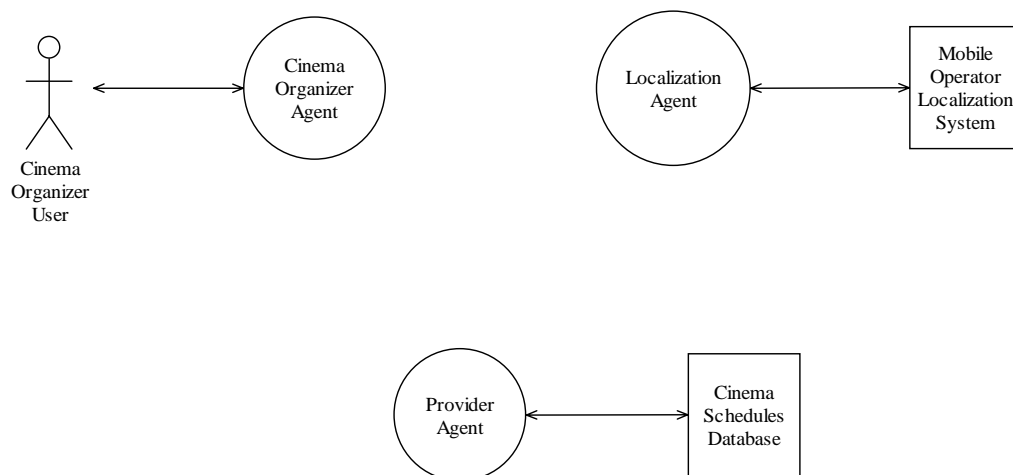 Cinema
Organizer
User
Cinema
Organizer
Agent
Localization
Agent
Mobile
Operator
Localization
System
Provider
Agent
Cinema
Schedules
Database